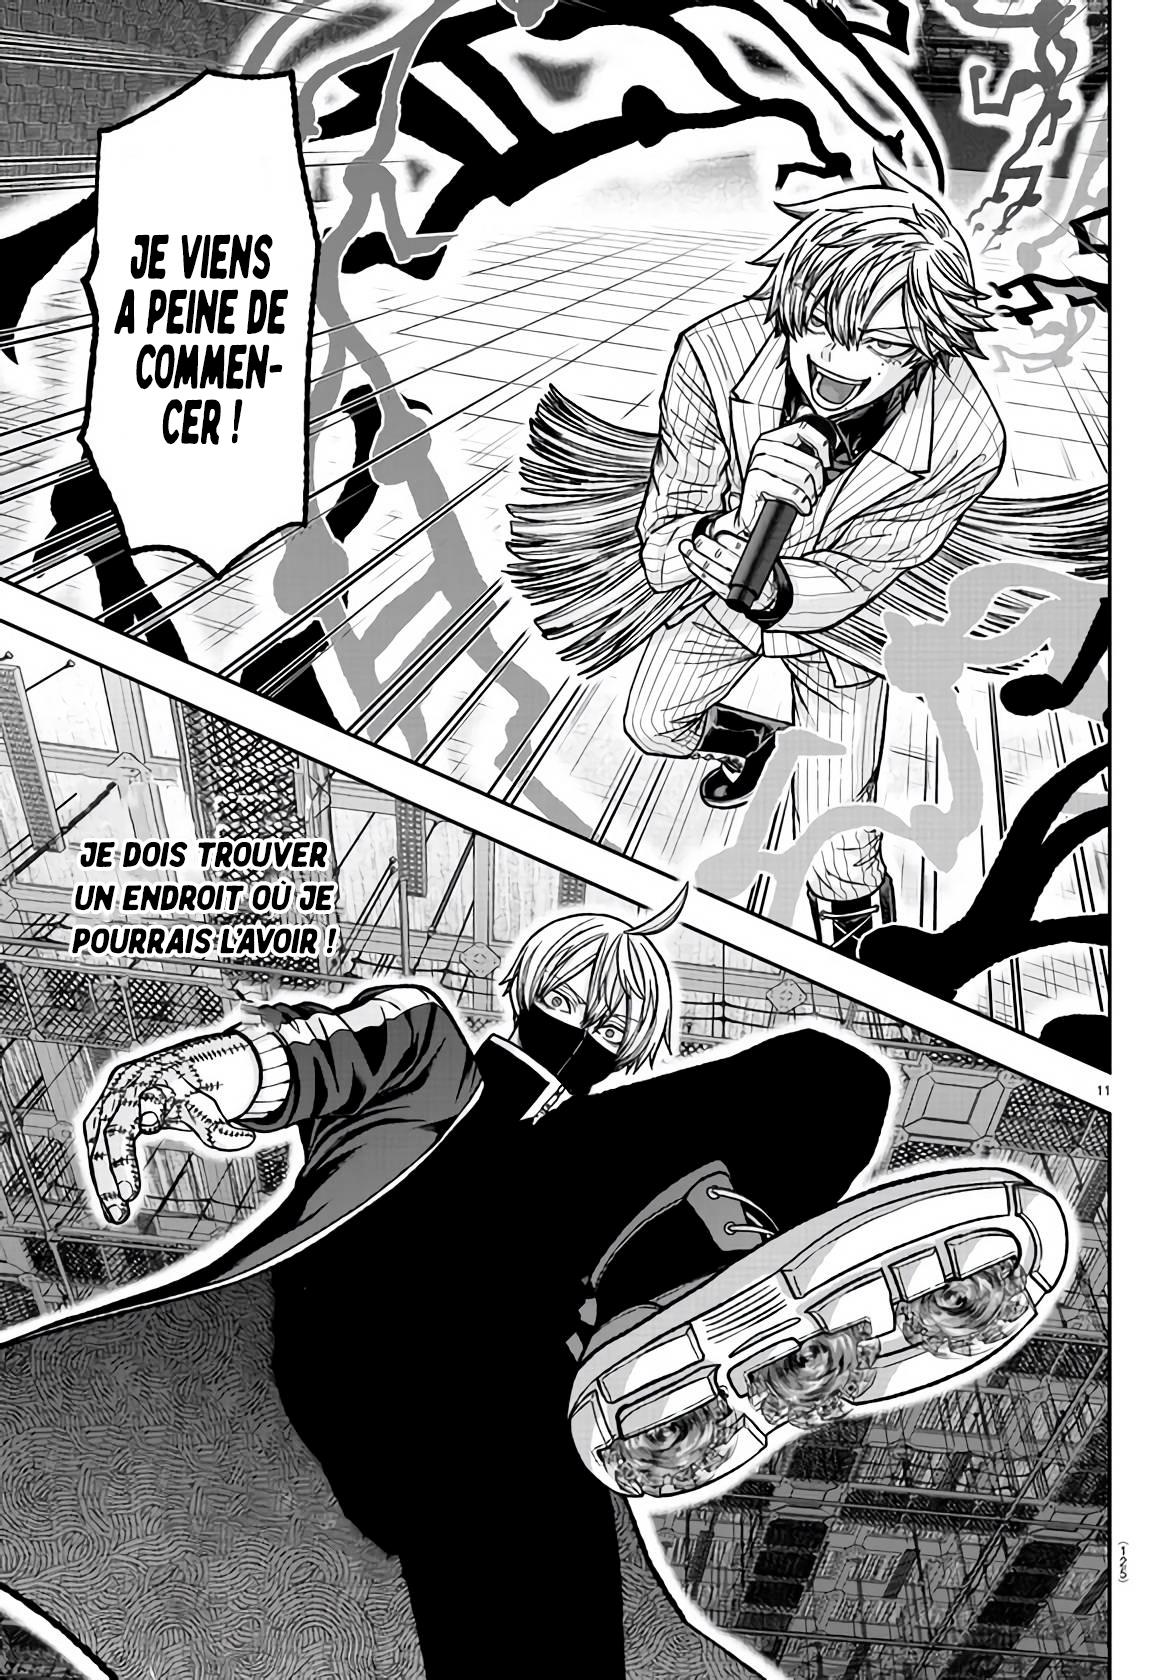 JE VIENS
A PEINE DE
COMMEN-
CER !
JE DOIS TROUVER
UN ENDROIT OÙ JE
POURRAIS L'AVOIR !
11
(125)